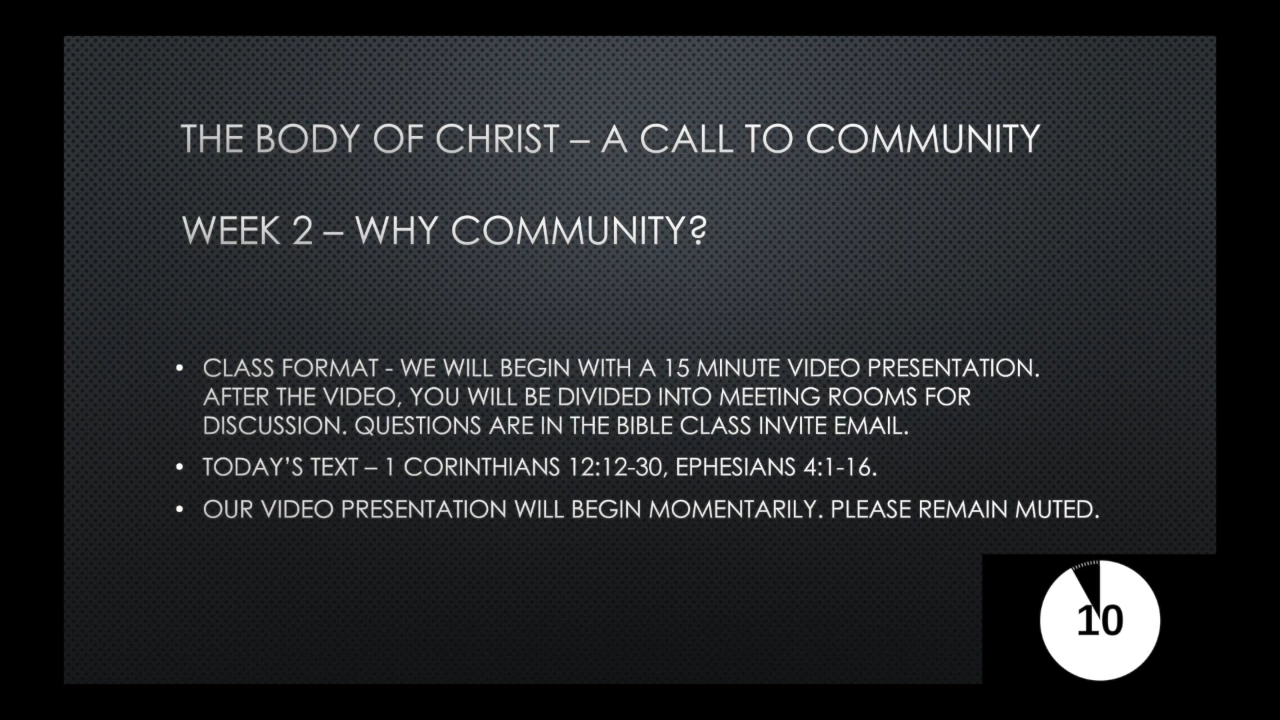 THE BODY OF CHRIST – A CALL TO COMMUNITY
WEEK 2 – WHY COMMUNITY?
• CLASS FORMAT - WE WILL BEGIN WITH A 15 MINUTE VIDEO PRESENTATION.
AFTER THE VIDEO, YOU WILL BE DIVIDED INTO MEETING ROOMS FOR
DISCUSSION. QUESTIONS ARE IN THE BIBLE CLASS INVITE EMAIL.
• TODAY’S TEXT – 1 CORINTHIANS 12:12-30, EPHESIANS 4:1-16.
• OUR VIDEO PRESENTATION WILL BEGIN MOMENTARILY. PLEASE REMAIN MUTED.
10